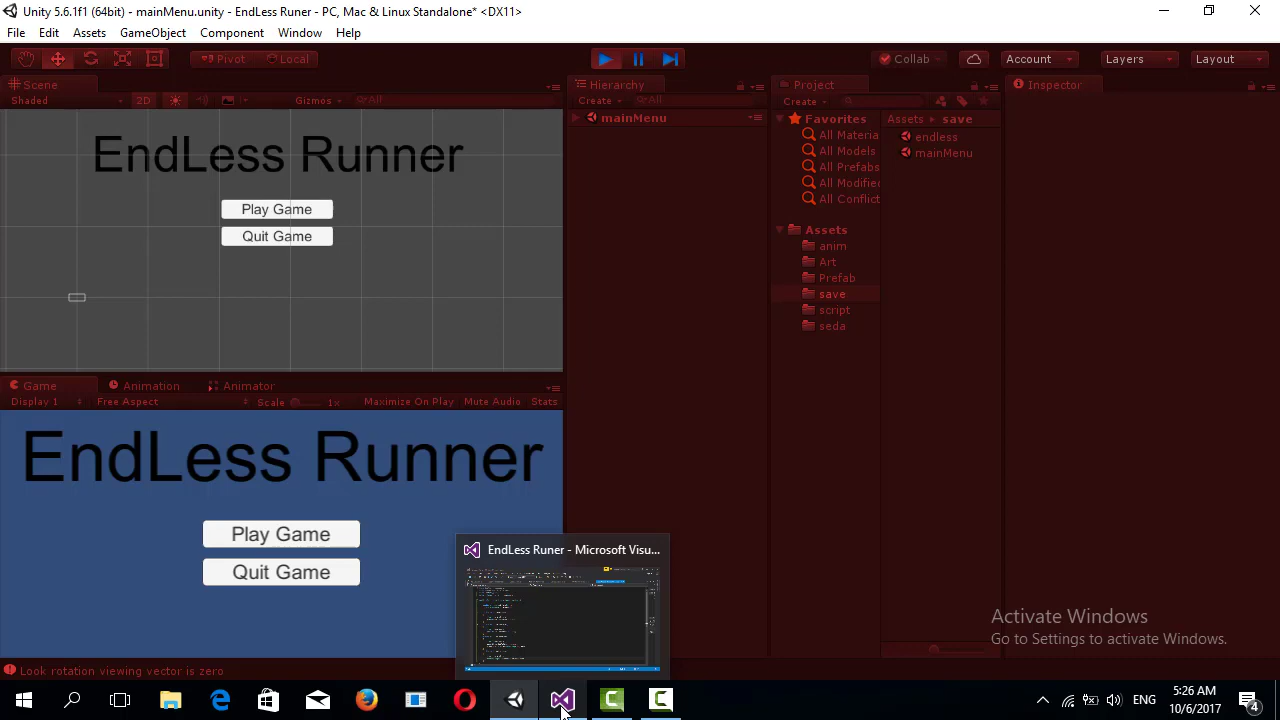 Unity 5.6.1f1 (64bit) - mainMenu.unity - EndLess Runer - PC, Mac & Linux Standalone* <DX11>
File Edit Assets GameObject Component Window Help
Pivot Local Collab Account Layers Layout
Scene
Shaded 2D Gizmos All
EndLess Runner
Play Game
Quit Game
Game Animation Animator
Display 1 Free Aspect Scale 1x Maximize On Play Mute Audio Stats
EndLess Runner
Play Game
Quit Game
Look rotation viewing vector is zero
Hierarchy
Create All
mainMenu
Project
Create
Favorites
All Materia
All Models
All Prefabs
All Modified
All Conflict
Assets
anim
Art
Prefab
save
script
seda
Assets save
endless
mainMenu
Inspector
EndLess Runer - Microsoft Visu...
Activate Windows
Go to Settings to activate Windows.
ENG
5:26 AM
10/6/2017
4